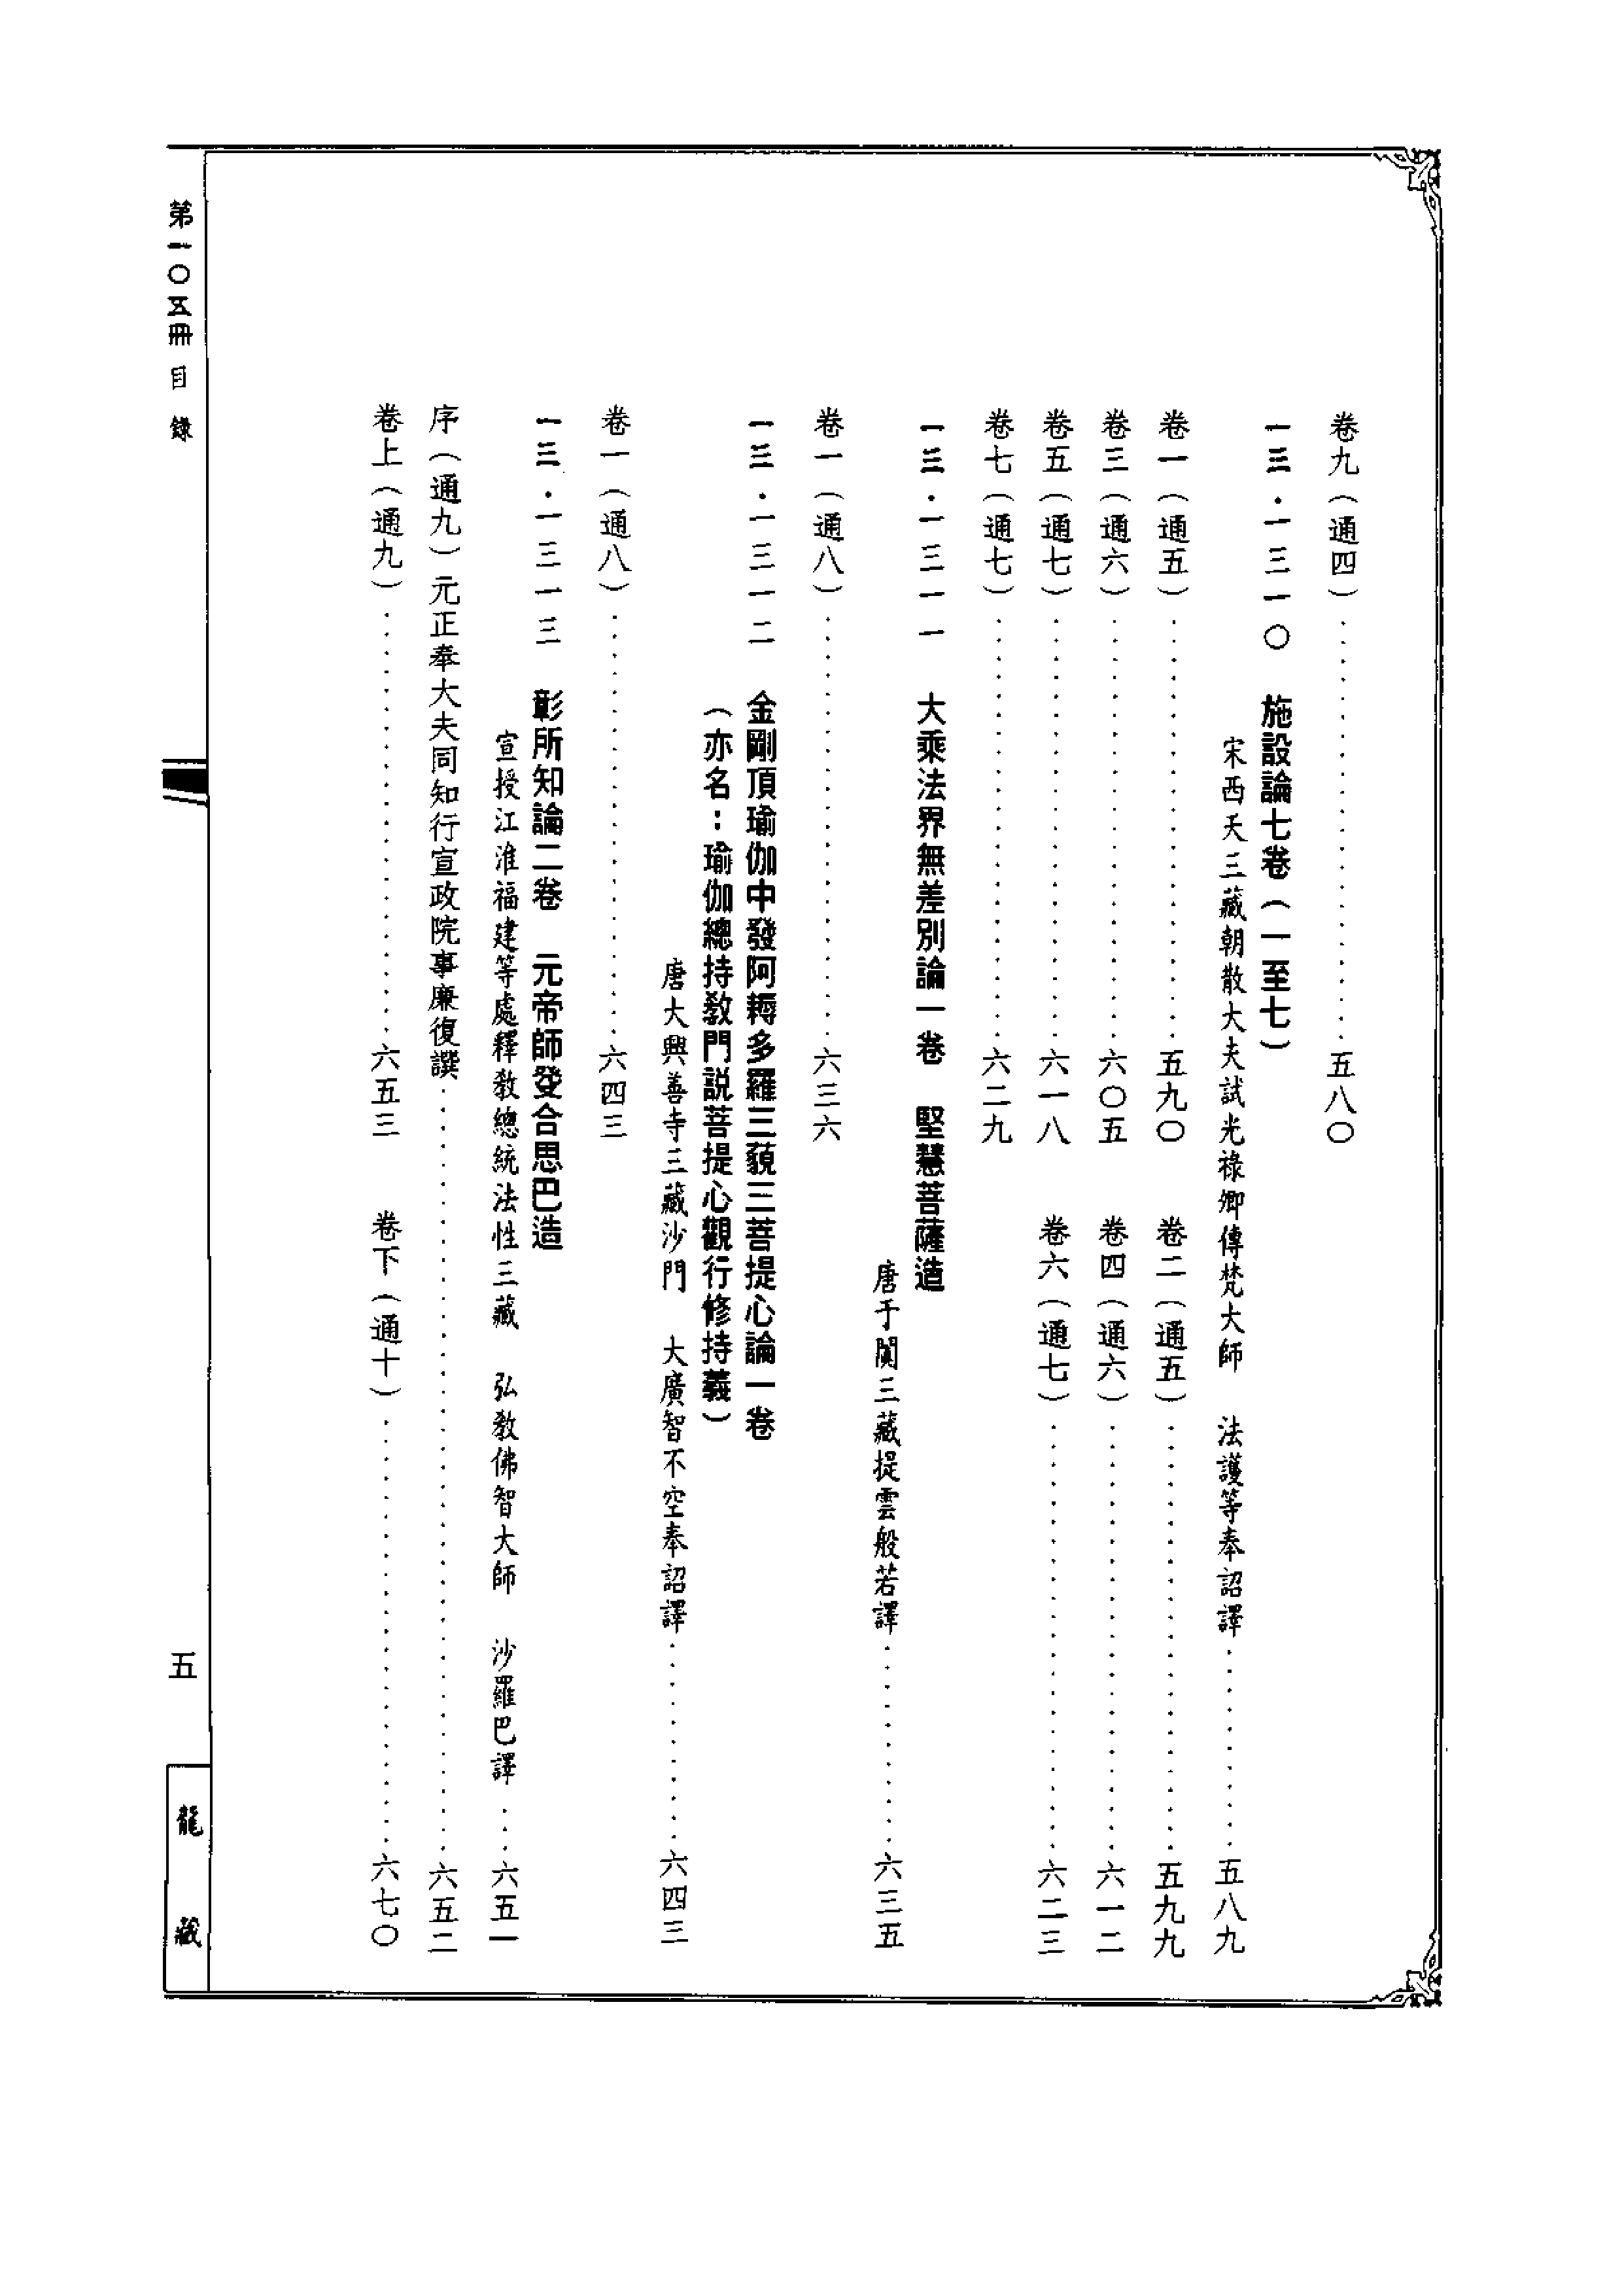 卷九（通四）……五八〇
一三．一三一〇　施設論七卷（一至七）
宋西天三藏朝散大夫試光祿卿傳梵大師　法護等奉詔譯……五八九
卷一（通五）……五九〇　卷二（通五）……五九九
卷三（通六）……六〇五　卷四（通六）……六一二
卷五（通七）……六一八　卷六（通七）……六二三
卷七（通七）……六二九
一三．一三一一　大乘法界無差別論一卷　堅慧菩薩造
唐于闐三藏提雲般若譯……六三五
卷一（通八）……六三六
一三．一三一二　金剛頂瑜伽中發阿耨多羅三藐三菩提心論一卷
（亦名：瑜伽總持教門説菩提心觀行修持義）
唐大興善寺三藏沙門　大廣智不空奉詔譯……六四三
卷一（通八）……六四三
一三．一三一三　彰所知論二卷　元帝師發合思巴造
宣授江淮福建等處釋教總統法性三藏　弘教佛智大師　沙羅巴譯……六五一
序（通九）元正奉大夫同知行宣政院事廉復譔……六五二
卷上（通九）……六五三　卷下（通十）……六七〇
第一〇五冊　目錄
五
龍藏